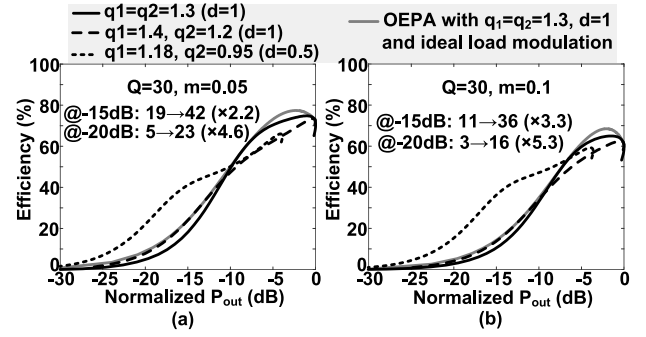 q1=q2=1.3 (d=1)
q1=1.4, q2=1.2 (d=1)
q1=1.18, q2=0.95 (d=0.5)
OEPA with q1=q2=1.3, d=1
and ideal load modulation
Efficiency (%)
100
80
60
40
20
0
Q=30, m=0.05
@-15dB: 19→42 (×2.2)
@-20dB: 5→23 (×4.6)
-30 -25 -20 -15 -10 -5 0
Normalized Pout (dB)
(a)
Efficiency (%)
100
80
60
40
20
0
Q=30, m=0.1
@-15dB: 11→36 (×3.3)
@-20dB: 3→16 (×5.3)
-30 -25 -20 -15 -10 -5 0
Normalized Pout (dB)
(b)